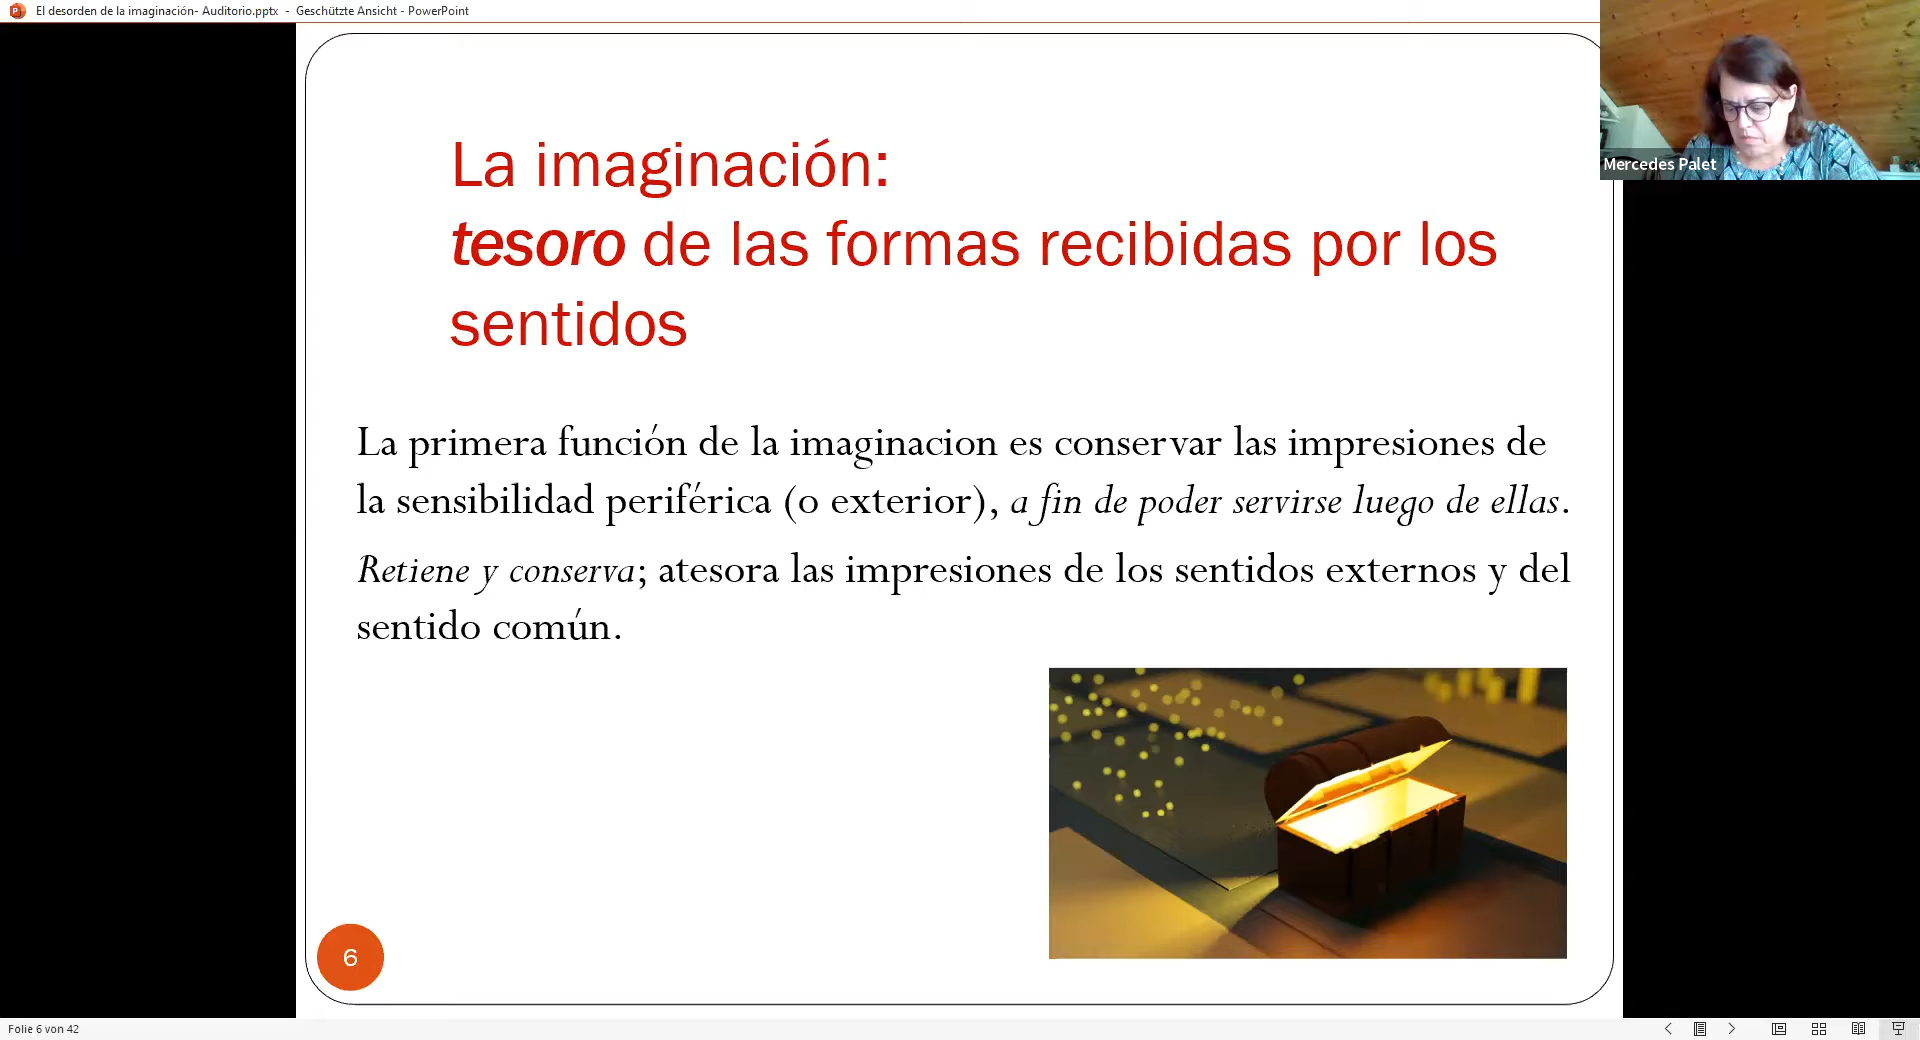 El desorden de la imaginación- Auditorio.pptx - Geschützte Ansicht - PowerPoint
Mercedes Palet
La imaginación:
tesoro de las formas recibidas por los
sentidos
La primera función de la imaginacion es conservar las impresiones de
la sensibilidad periférica (o exterior), a fin de poder servirse luego de ellas.
Retiene y conserva; atesora las impresiones de los sentidos externos y del
sentido común.
6
Folie 6 von 42